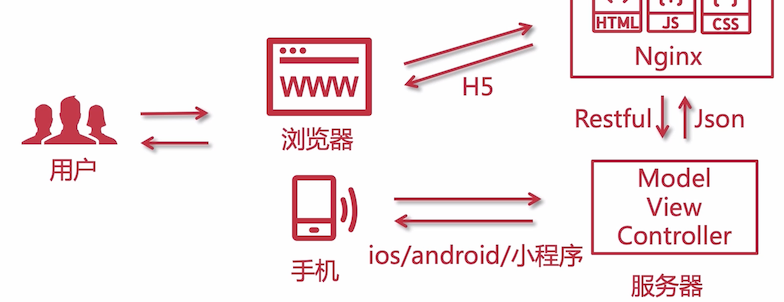 HTML JS CSS
Nginx
WWW
H5
浏览器
用户
Restful Json
Model
View
Controller
服务器
手机
ios/android/小程序